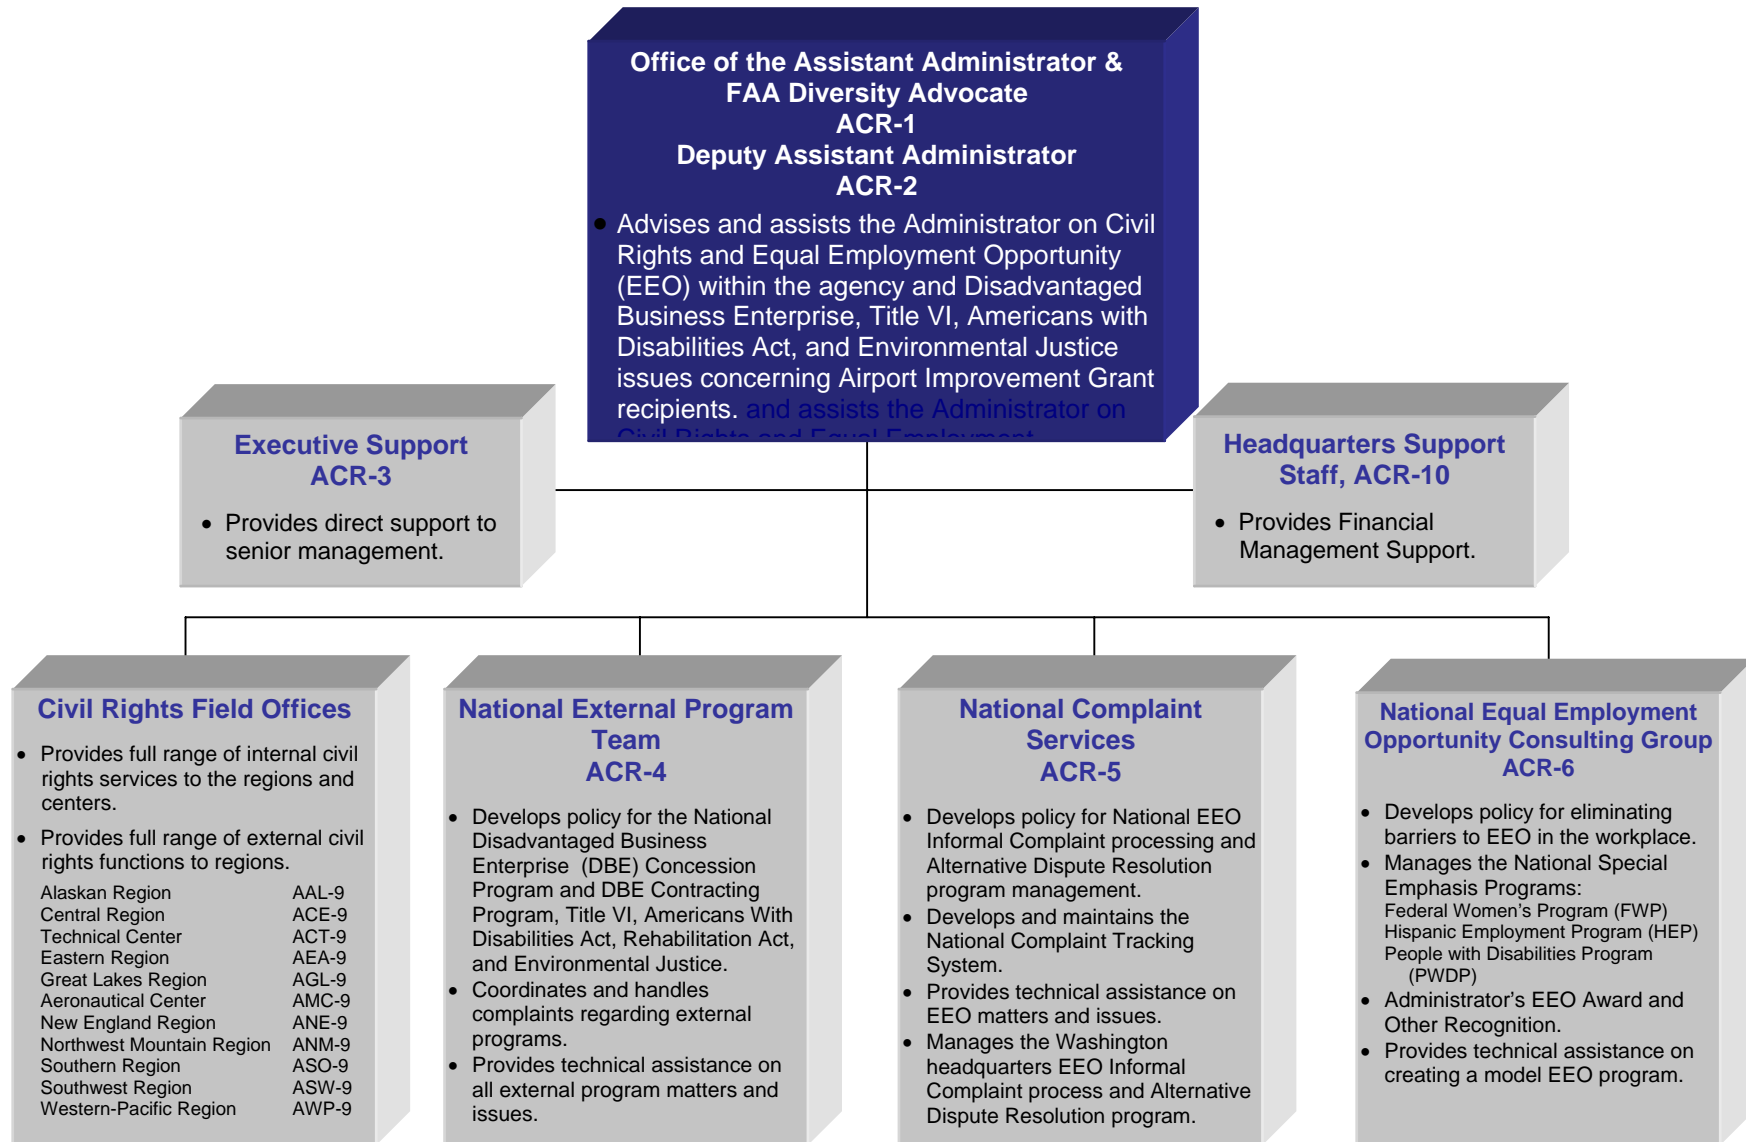 Office of the Assistant Administrator &
FAA Diversity Advocate
ACR-1
Deputy Assistant Administrator
ACR-2
• Advises and assists the Administrator on Civil
Rights and Equal Employment Opportunity
(EEO) within the agency and Disadvantaged
Business Enterprise, Title VI, Americans with
Disabilities Act, and Environmental Justice
issues concerning Airport Improvement Grant
recipients. and assists the Administrator on
Civil Rights and Equal Employment
Executive Support
ACR-3
• Provides direct support to
senior management.
Headquarters Support
Staff, ACR-10
• Provides Financial
Management Support.
Civil Rights Field Offices
• Provides full range of internal civil
rights services to the regions and
centers.
• Provides full range of external civil
rights functions to regions.
Alaskan Region AAL-9
Central Region ACE-9
Technical Center ACT-9
Eastern Region AEA-9
Great Lakes Region AGL-9
Aeronautical Center AMC-9
New England Region ANE-9
Northwest Mountain Region ANM-9
Southern Region ASO-9
Southwest Region ASW-9
Western-Pacific Region AWP-9
National External Program
Team
ACR-4
• Develops policy for the National
Disadvantaged Business
Enterprise (DBE) Concession
Program and DBE Contracting
Program, Title VI, Americans With
Disabilities Act, Rehabilitation Act,
and Environmental Justice.
• Coordinates and handles
complaints regarding external
programs.
• Provides technical assistance on
all external program matters and
issues.
National Complaint
Services
ACR-5
• Develops policy for National EEO
Informal Complaint processing and
Alternative Dispute Resolution
program management.
• Develops and maintains the
National Complaint Tracking
System.
• Provides technical assistance on
EEO matters and issues.
• Manages the Washington
headquarters EEO Informal
Complaint process and Alternative
Dispute Resolution program.
National Equal Employment
Opportunity Consulting Group
ACR-6
• Develops policy for eliminating
barriers to EEO in the workplace.
• Manages the National Special
Emphasis Programs:
Federal Women’s Program (FWP)
Hispanic Employment Program (HEP)
People with Disabilities Program
(PWDP)
• Administrator’s EEO Award and
Other Recognition.
• Provides technical assistance on
creating a model EEO program.